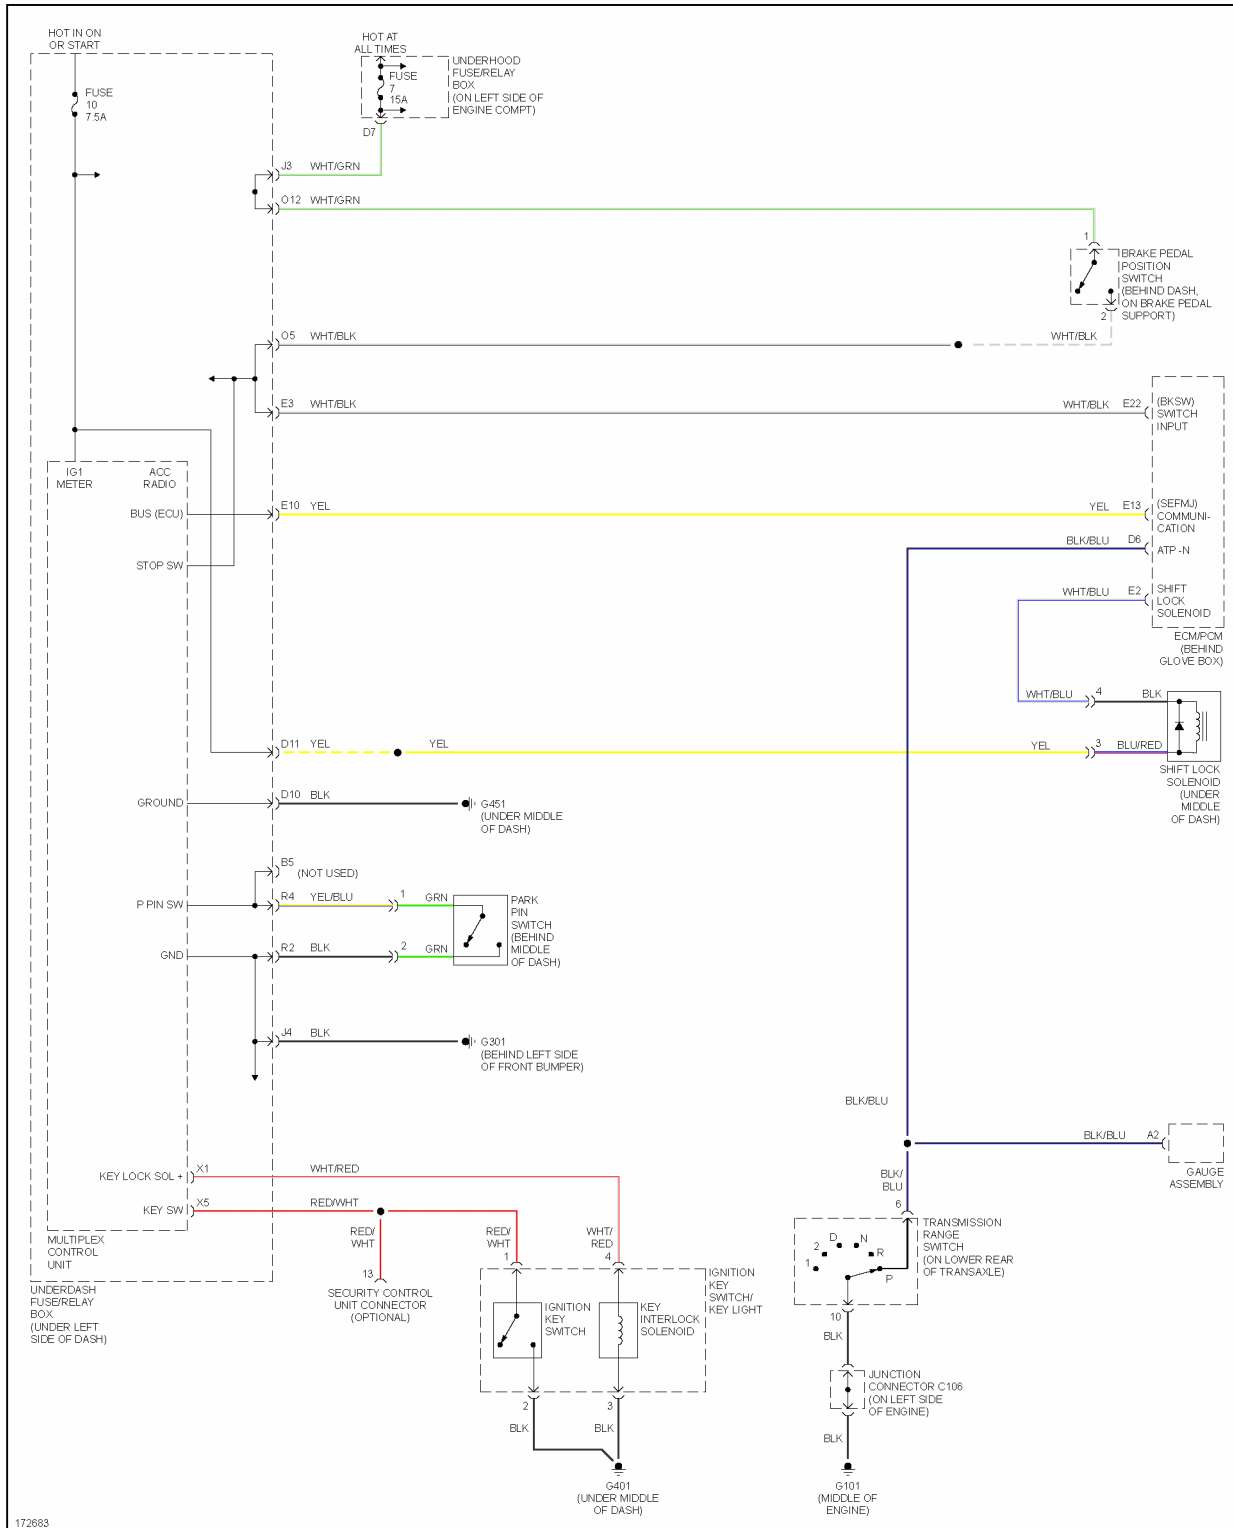 HOT IN ON
OR START
FUSE
10
7.5A
HOT AT
ALL TIMES
FUSE
7
15A
UNDERHOOD
FUSE/RELAY
BOX
(ON LEFT SIDE OF
ENGINE COMPT)
D7
J3 WHT/GRN
O12 WHT/GRN
1
BRAKE PEDAL
POSITION
SWITCH
(BEHIND DASH,
ON BRAKE PEDAL
SUPPORT)
2
O5 WHT/BLK
WHT/BLK
E3 WHT/BLK
WHT/BLK E22
(BKSW)
SWITCH
INPUT
IG1
METER
ACC
RADIO
BUS (ECU)
E10 YEL
YEL E13
(SEFMJ)
COMMUNI-
CATION
BLK/BLU D6
ATP -N
STOP SW
WHT/BLU E2
SHIFT
LOCK
SOLENOID
ECM/PCM
(BEHIND
GLOVE BOX)
WHT/BLU 4 BLK
D11 YEL YEL
YEL 3 BLU/RED
SHIFT LOCK
SOLENOID
(UNDER
MIDDLE
OF DASH)
GROUND
D10 BLK
G451
(UNDER MIDDLE
OF DASH)
B5
(NOT USED)
P PIN SW
R4 YEL/BLU 1 GRN
PARK
PIN
SWITCH
(BEHIND
MIDDLE
OF DASH)
GND
R2 BLK 2 GRN
J4 BLK
G301
(BEHIND LEFT SIDE
OF FRONT BUMPER)
BLK/BLU
BLK/BLU A2
GAUGE
ASSEMBLY
KEY LOCK SOL +
X1 WHT/RED
KEY SW
X5 RED/WHT
MULTIPLEX
CONTROL
UNIT
UNDERDASH
FUSE/RELAY
BOX
(UNDER LEFT
SIDE OF DASH)
RED/
WHT
13
SECURITY CONTROL
UNIT CONNECTOR
(OPTIONAL)
RED/
WHT
1
WHT/
RED
4
IGNITION
KEY
SWITCH/
KEY LIGHT
IGNITION
KEY
SWITCH
KEY
INTERLOCK
SOLENOID
2
3
BLK
BLK
G401
(UNDER MIDDLE
OF DASH)
BLK/
BLU
6
TRANSMISSION
RANGE
SWITCH
(ON LOWER REAR
OF TRANSAXLE)
1
2
D
N
R
P
10
BLK
JUNCTION
CONNECTOR C106
(ON LEFT SIDE
OF ENGINE)
BLK
G101
(MIDDLE OF
ENGINE)
172683